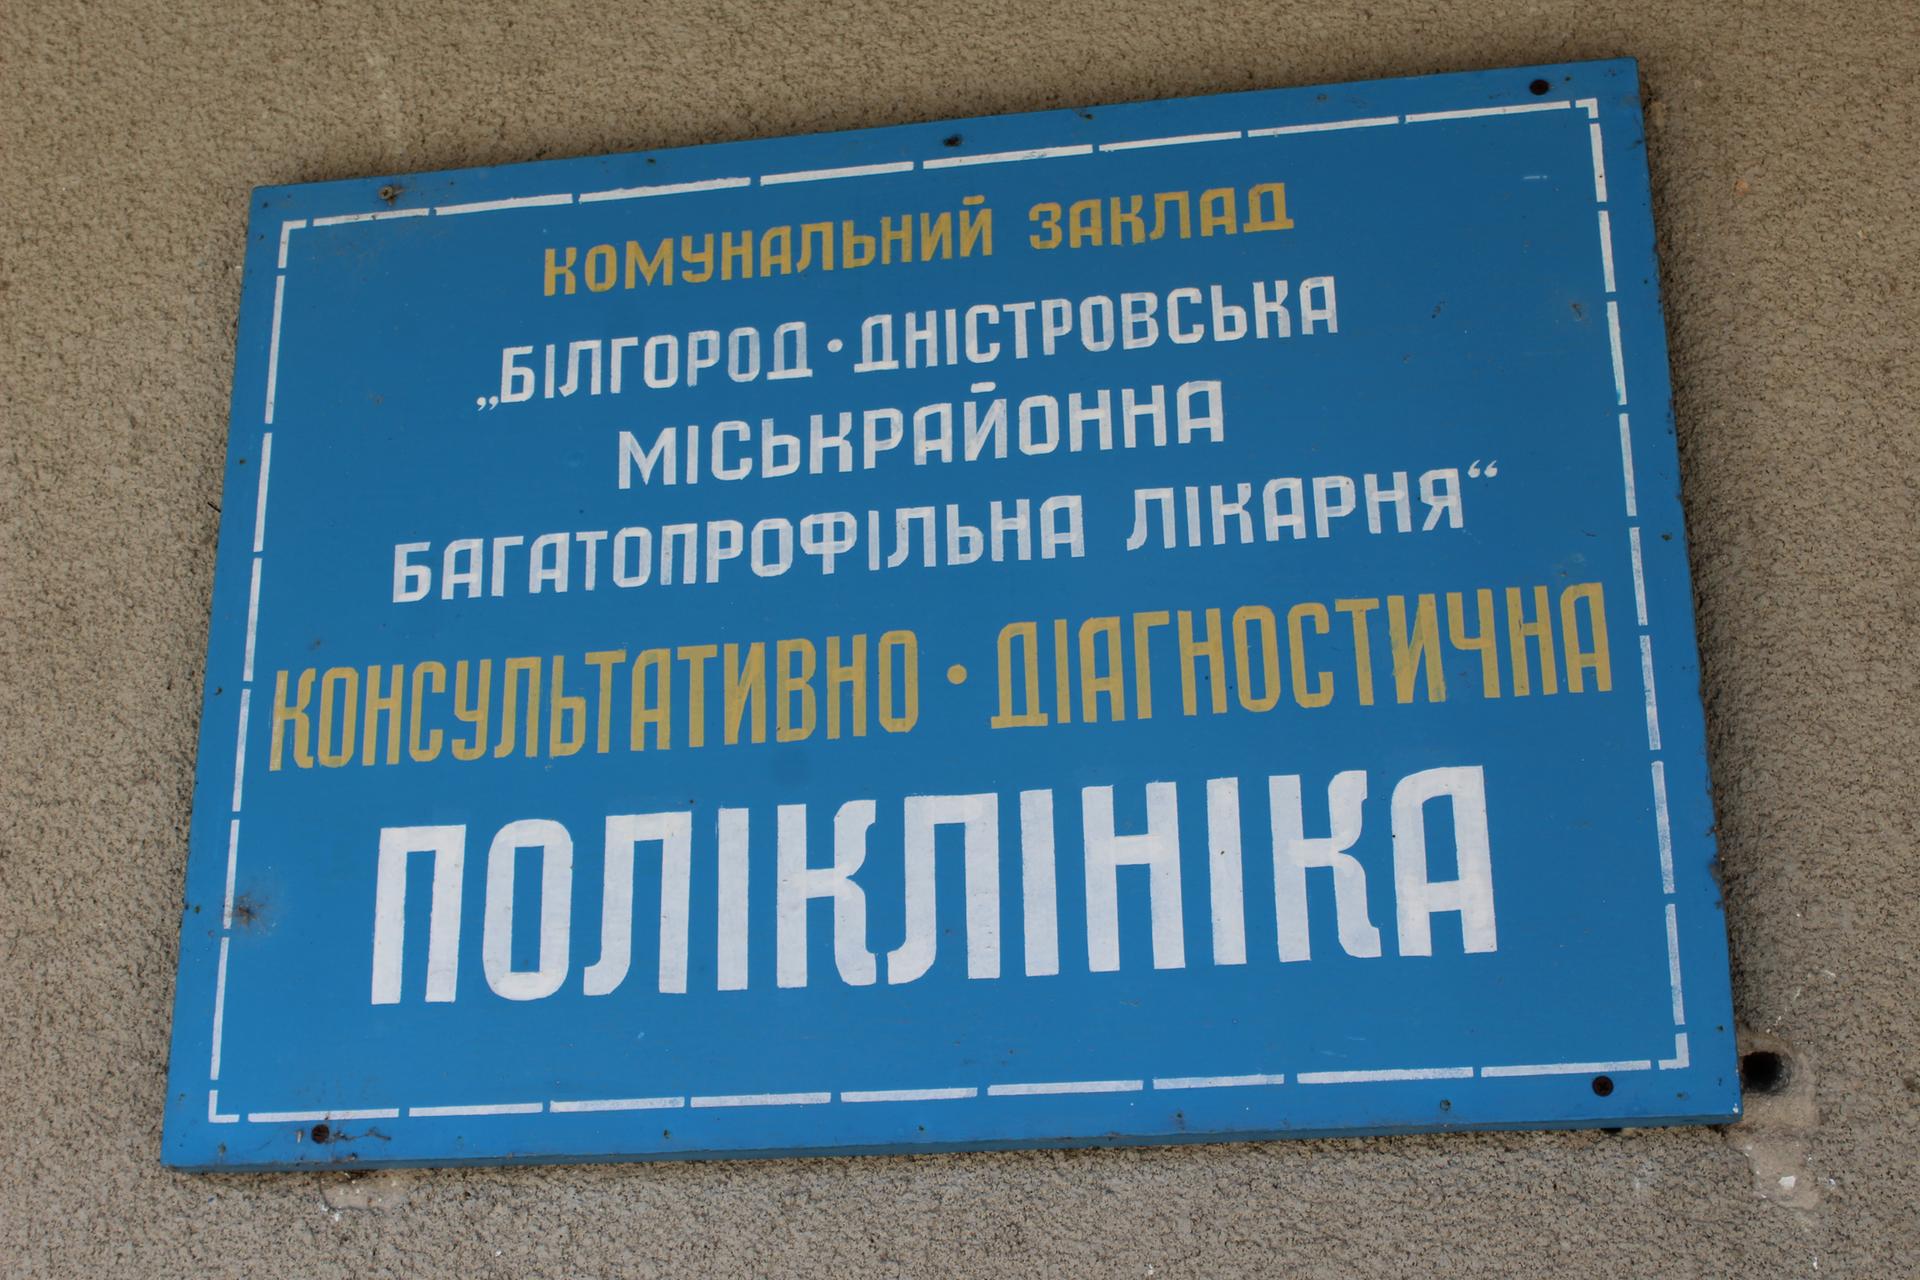 КОМУНАЛЬНИЙ ЗАКЛАД
„БІЛГОРОД·ДНІСТРОВСЬКА
МІСЬКРАЙОННА
БАГАТОПРОФІЛЬНА ЛІКАРНЯ“
КОНСУЛЬТАТИВНО·ДІАГНОСТИЧНА
ПОЛІКЛІНІКА